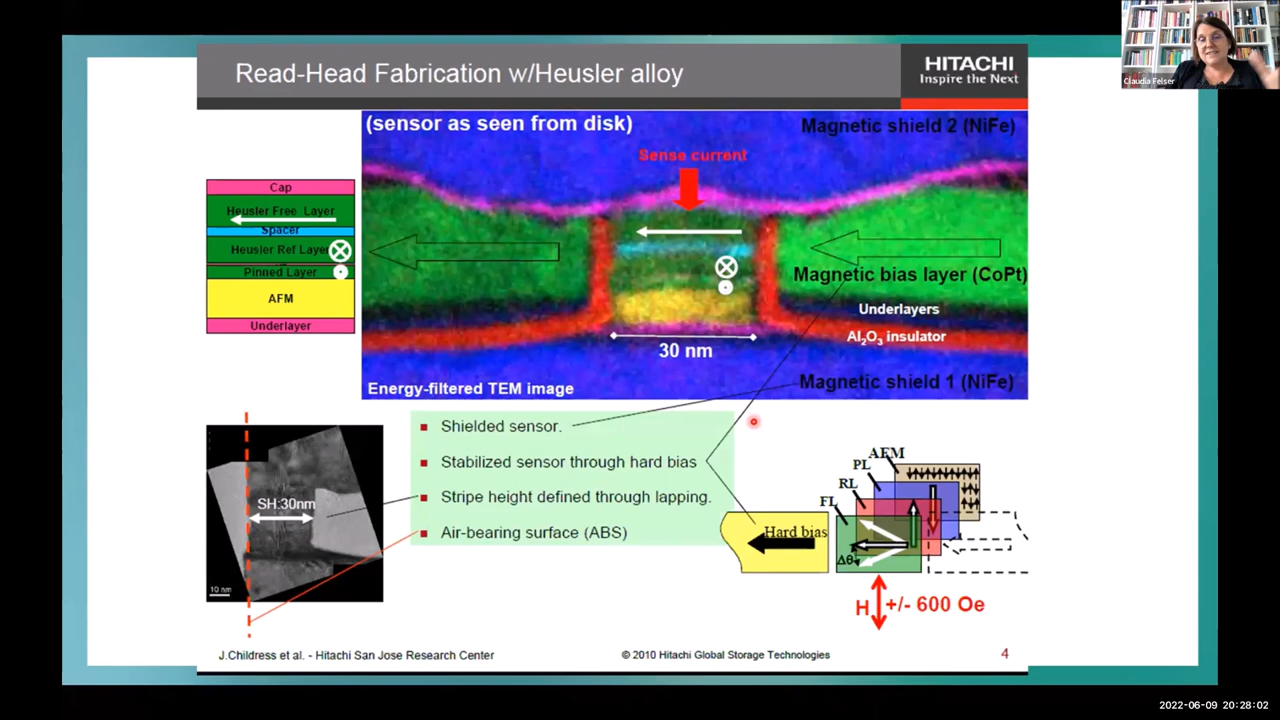 Read-Head Fabrication w/Heusler alloy
HITACHI
Inspire the Next
Claudia Felser
(sensor as seen from disk)
Magnetic shield 2 (NiFe)
Sense current
Cap
Heusler Free Layer
Spacer
Heusler Ref Layer
Pinned Layer
AFM
Underlayer
Magnetic bias layer (CoPt)
Underlayers
Al₂O₃ insulator
30 nm
Magnetic shield 1 (NiFe)
Energy-filtered TEM image
Shielded sensor.
Stabilized sensor through hard bias
Stripe height defined through lapping.
Air-bearing surface (ABS)
SH:30nm
10 nm
AFM
PL
RL
FL
Hard bias
Δθ
H +/- 600 Oe
J.Childress et al. - Hitachi San Jose Research Center
© 2010 Hitachi Global Storage Technologies
4
2022-06-09 20:28:02